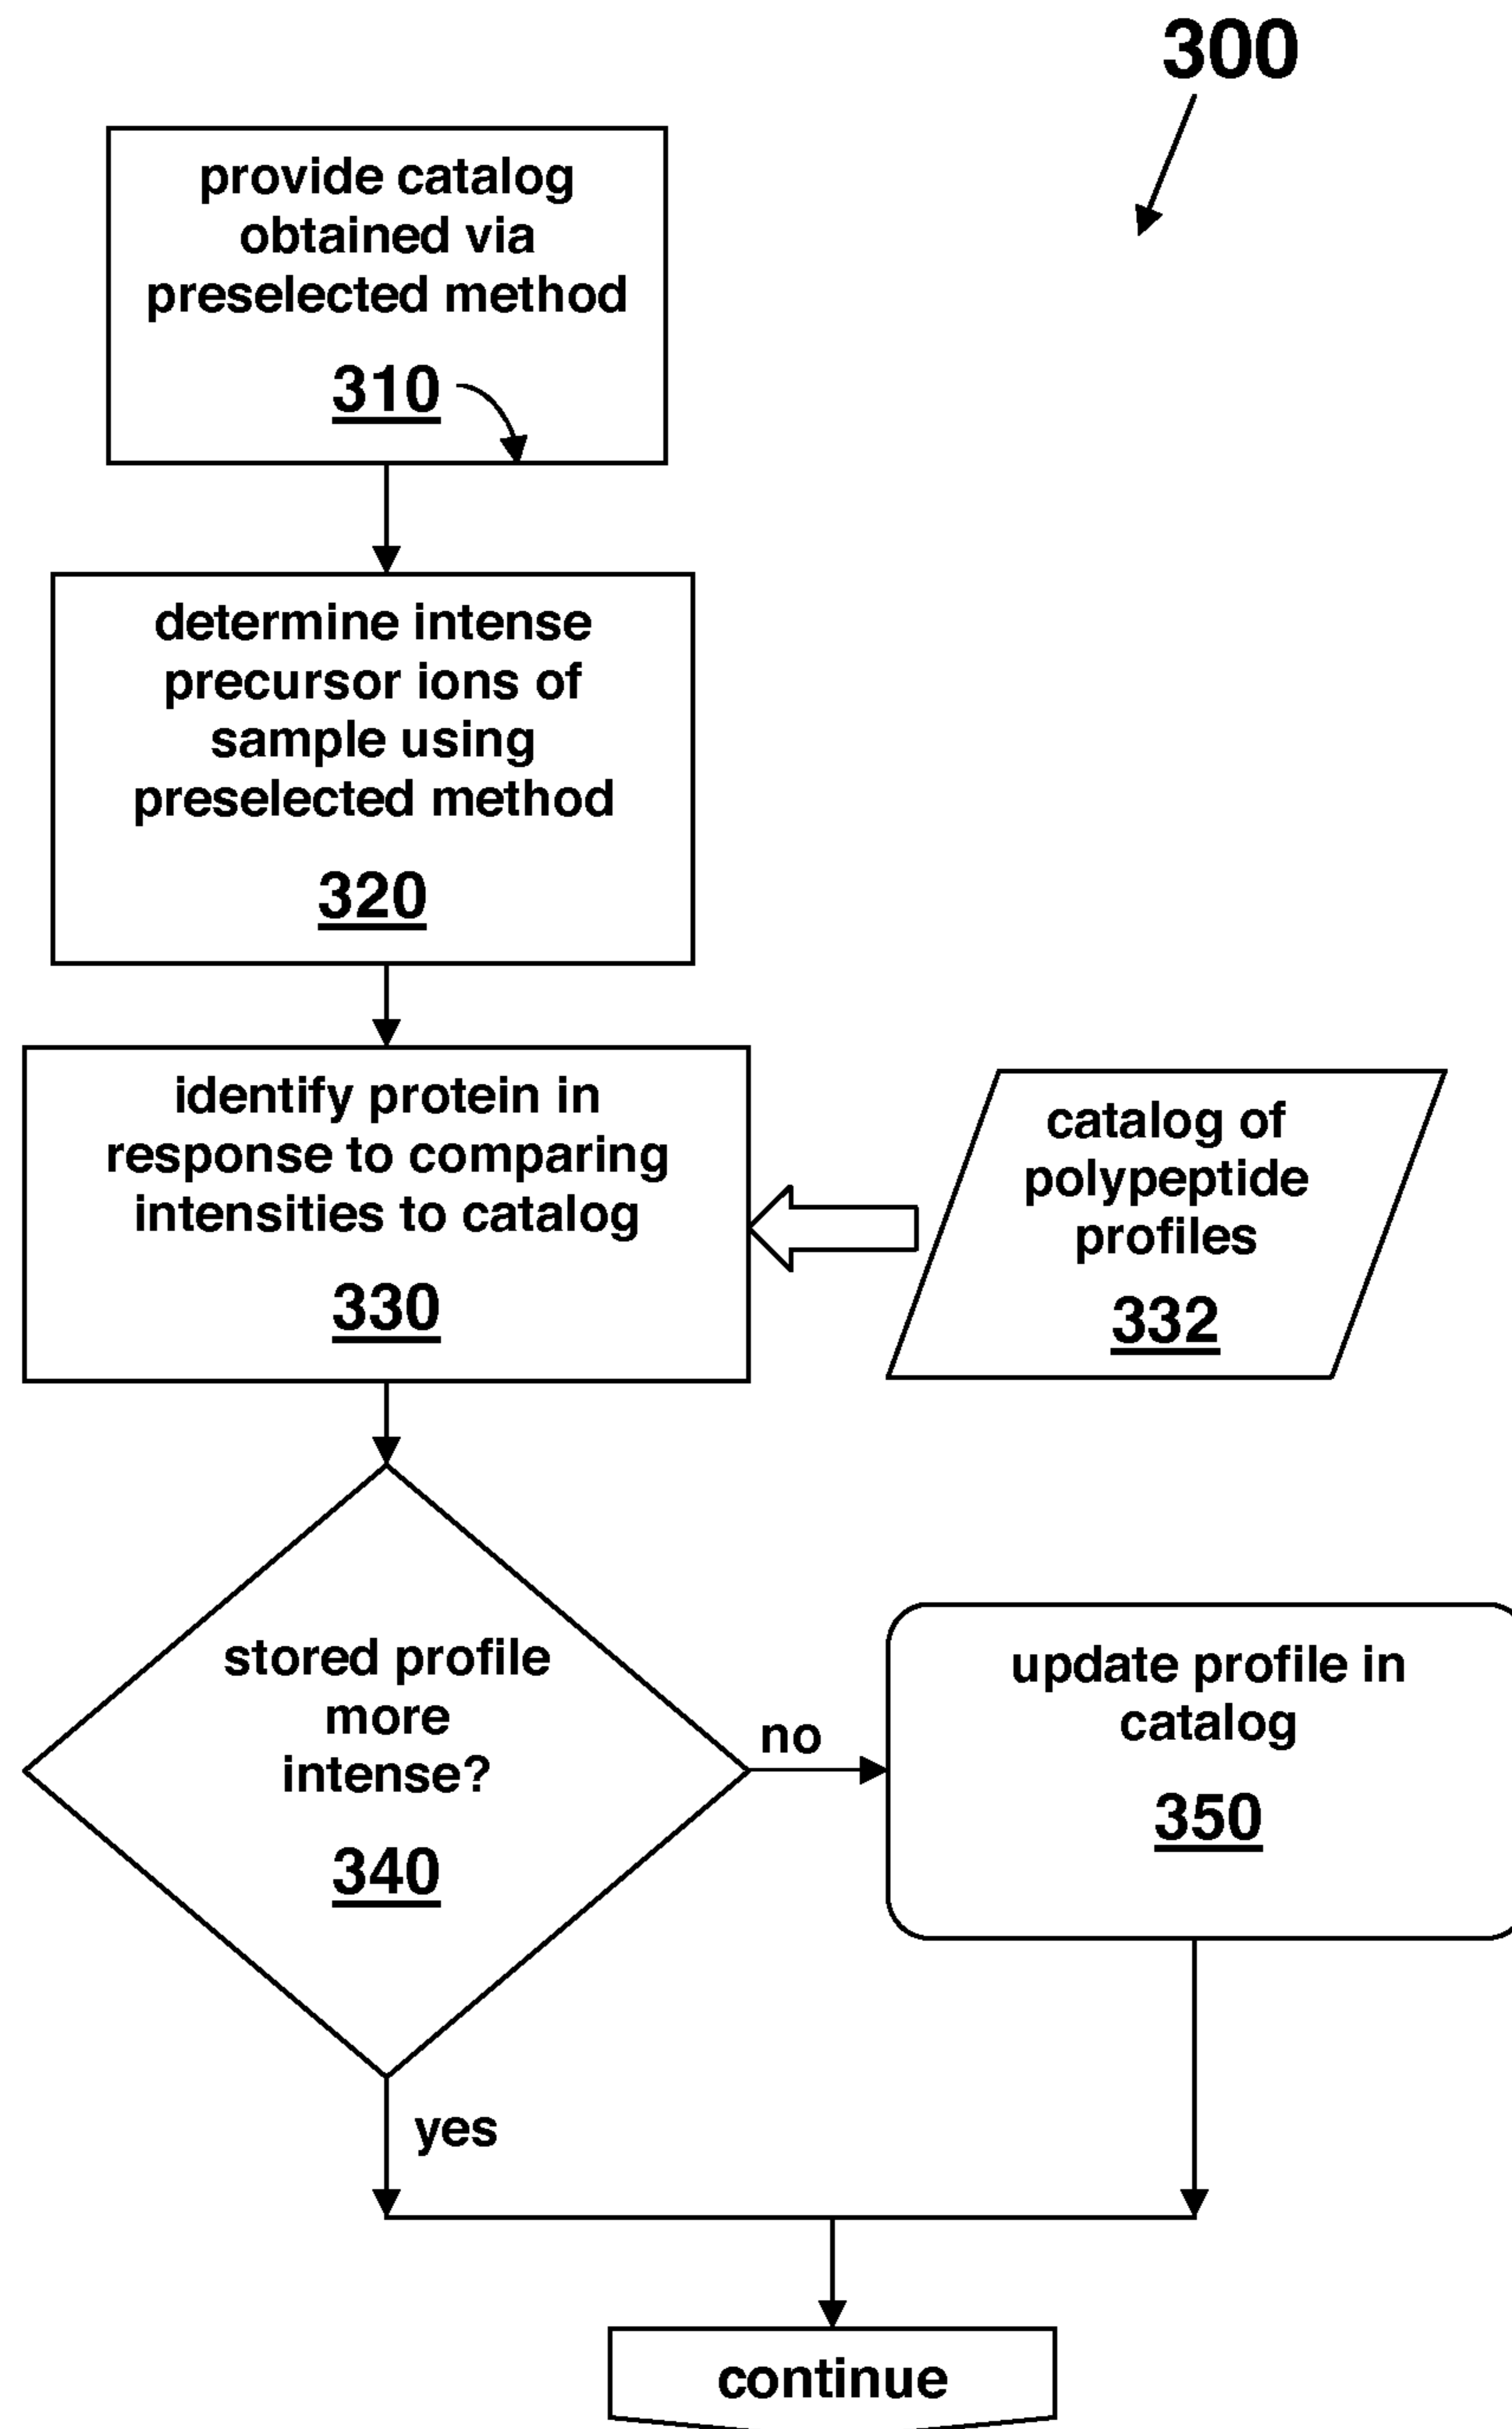 300
provide catalog
obtained via
preselected method
310
determine intense
precursor ions of
sample using
preselected method
320
identify protein in
response to comparing
intensities to catalog
330
catalog of
polypeptide
profiles
332
stored profile
more
intense?
340
no
update profile in
catalog
350
yes
continue